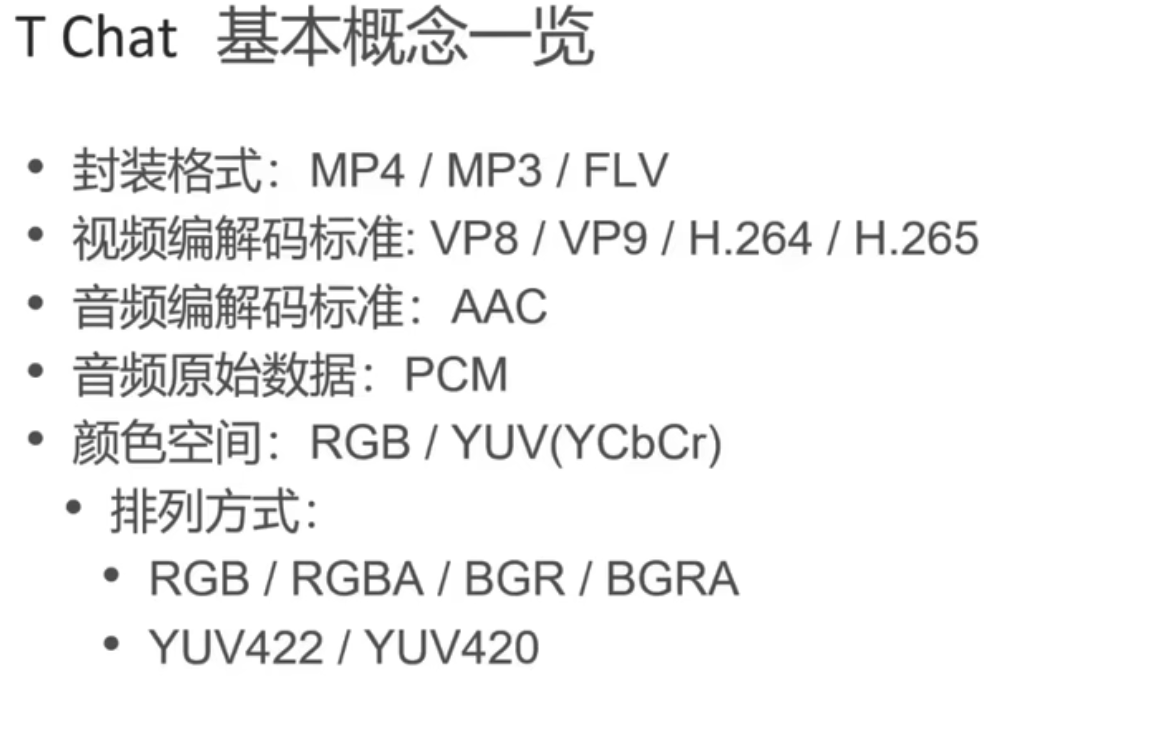 T Chat 基本概念一览
• 封装格式：MP4 / MP3 / FLV
• 视频编解码标准: VP8 / VP9 / H.264 / H.265
• 音频编解码标准：AAC
• 音频原始数据：PCM
• 颜色空间：RGB / YUV(YCbCr)
• 排列方式：
• RGB / RGBA / BGR / BGRA
• YUV422 / YUV420